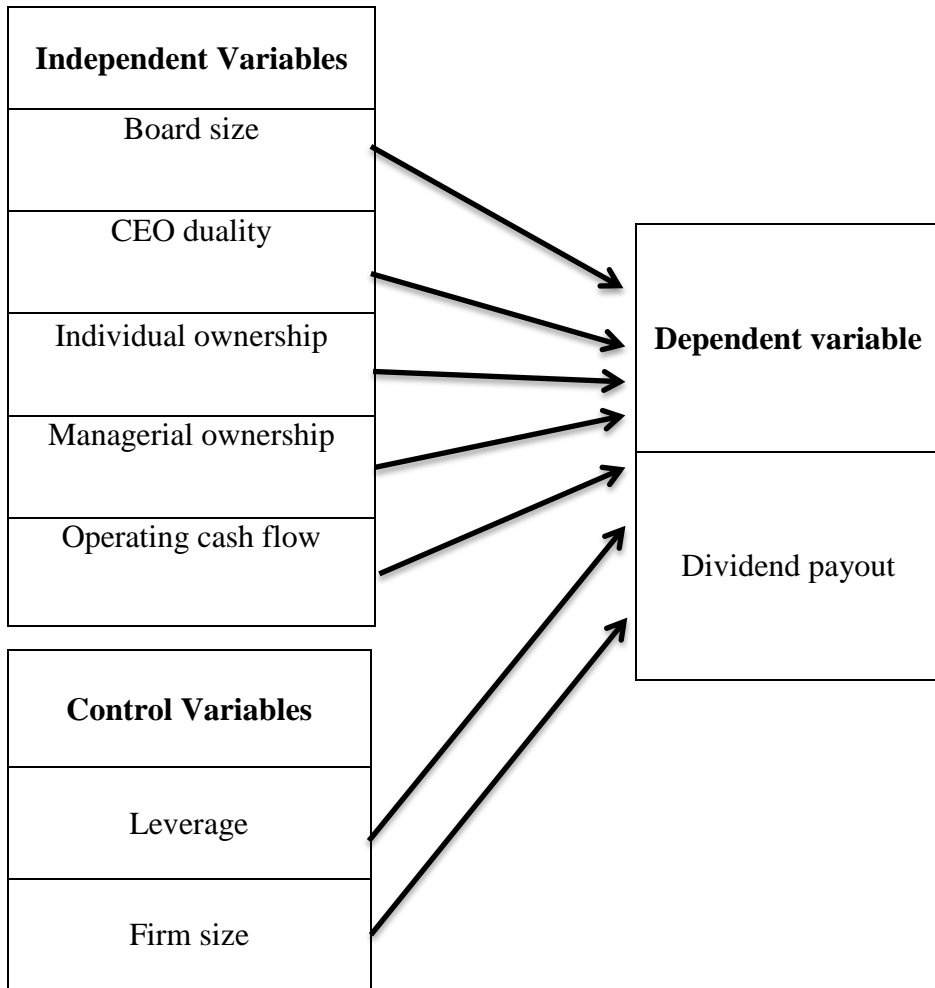 Independent Variables
Board size
CEO duality
Individual ownership
Managerial ownership
Operating cash flow
Control Variables
Leverage
Firm size
Dependent variable
Dividend payout